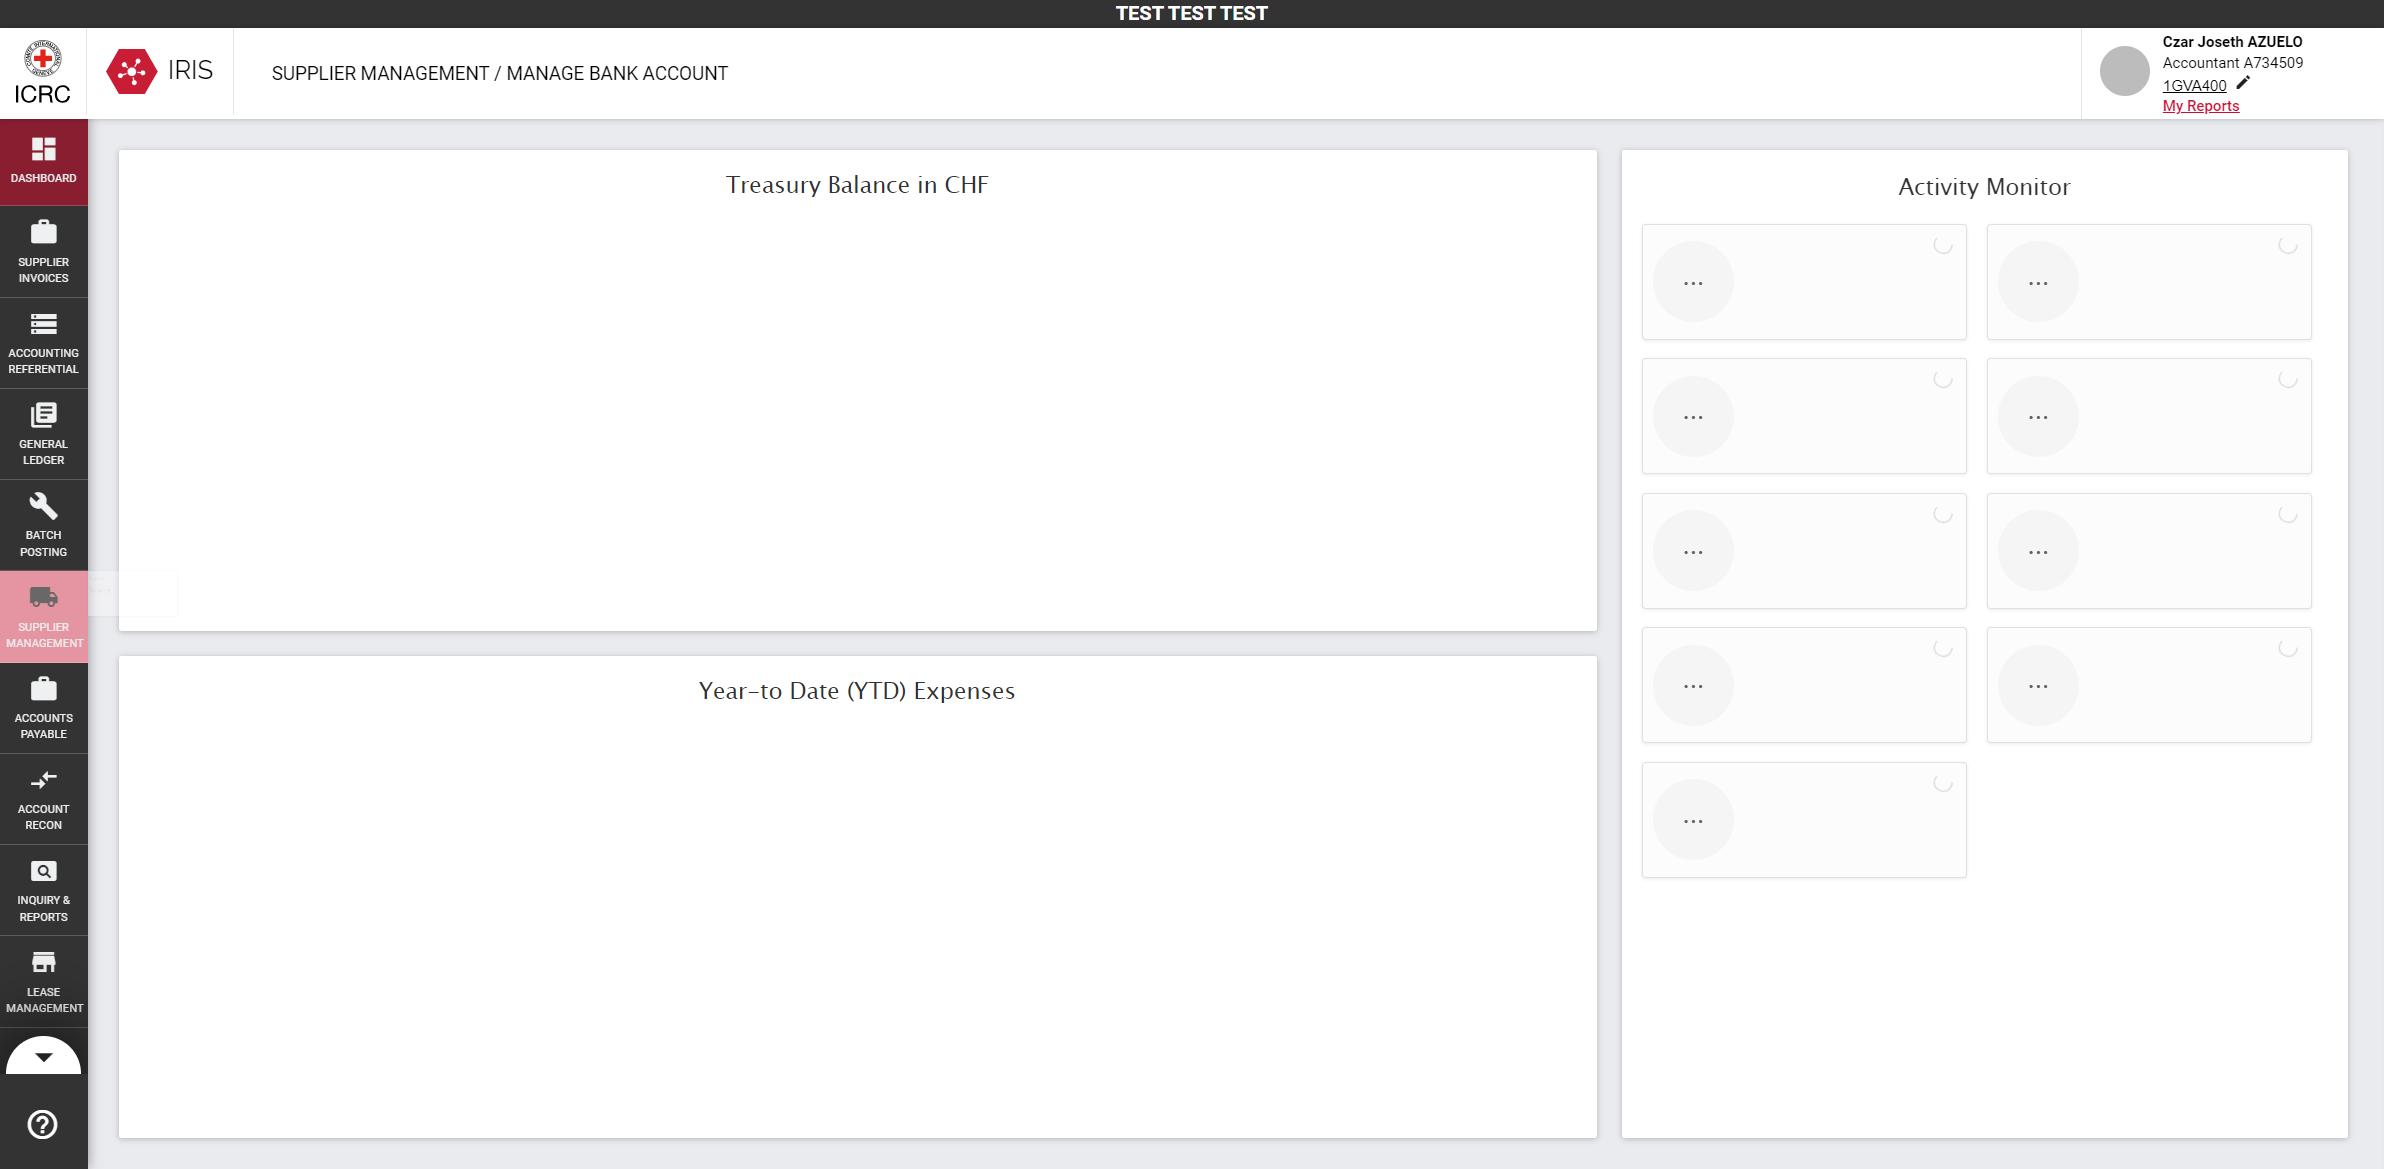 TEST TEST TEST
ICRC
IRIS
SUPPLIER MANAGEMENT / MANAGE BANK ACCOUNT
Czar Joseth AZUELO
Accountant A734509
1GVA400
My Reports
DASHBOARD
SUPPLIER
INVOICES
ACCOUNTING
REFERENTIAL
GENERAL
LEDGER
BATCH
POSTING
SUPPLIER
MANAGEMENT
ACCOUNTS
PAYABLE
ACCOUNT
RECON
INQUIRY &
REPORTS
LEASE
MANAGEMENT
Treasury Balance in CHF
Year-to Date (YTD) Expenses
Activity Monitor
...
...
...
...
...
...
...
...
...